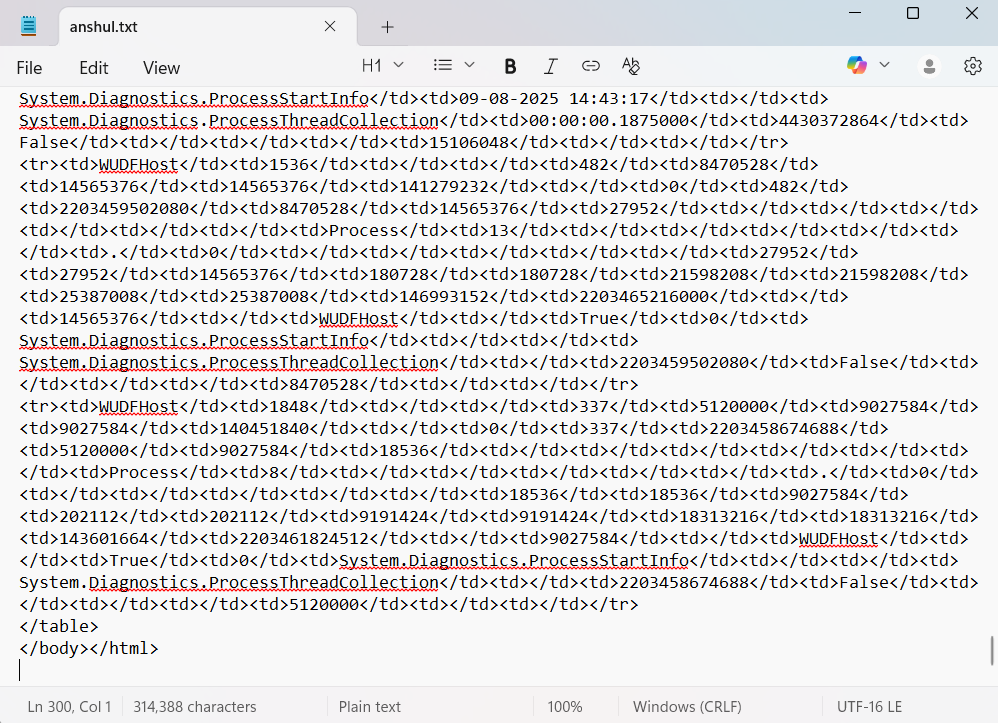 anshul.txt
File Edit View H1 B I
System.Diagnostics.ProcessStartInfo</td><td>09-08-2025 14:43:17</td><td></td><td>
System.Diagnostics.ProcessThreadCollection</td><td>00:00:00.1875000</td><td>4430372864</td><td>
False</td><td></td><td></td><td></td><td>15106048</td><td></td><td></td></tr>
<tr><td>WUDFHost</td><td>1536</td><td></td><td></td><td>482</td><td>8470528</td>
<td>14565376</td><td>14565376</td><td>141279232</td><td></td><td>0</td><td>482</td>
<td>2203459502080</td><td>8470528</td><td>14565376</td><td>27952</td><td></td><td></td><td></td>
<td></td><td></td><td></td><td>Process</td><td>13</td><td></td><td></td><td></td><td>
</td><td>.</td><td>0</td><td></td><td></td><td></td><td></td><td></td><td>27952</td>
<td>27952</td><td>14565376</td><td>180728</td><td>180728</td><td>21598208</td><td>21598208</td>
<td>25387008</td><td>25387008</td><td>146993152</td><td>2203465216000</td><td></td>
<td>14565376</td><td></td><td>WUDFHost</td><td></td><td>True</td><td>0</td><td>
System.Diagnostics.ProcessStartInfo</td><td></td><td></td><td>
System.Diagnostics.ProcessThreadCollection</td><td></td><td>2203459502080</td><td>False</td><td>
</td><td></td><td></td><td>8470528</td><td></td><td></td></tr>
<tr><td>WUDFHost</td><td>1848</td><td></td><td></td><td>337</td><td>5120000</td><td>9027584</td>
<td>9027584</td><td>140451840</td><td></td><td>0</td><td>337</td><td>2203458674688</td>
<td>5120000</td><td>9027584</td><td>18536</td><td></td><td></td><td></td><td></td><td></td><td>
</td><td>Process</td><td>8</td><td></td><td></td><td></td><td></td><td>.</td><td>0</td>
<td></td><td></td><td></td><td></td><td></td><td>18536</td><td>18536</td><td>9027584</td>
<td>202112</td><td>202112</td><td>9191424</td><td>9191424</td><td>18313216</td><td>18313216</td>
<td>143601664</td><td>2203461824512</td><td></td><td>9027584</td><td></td><td>WUDFHost</td><td>
</td><td>True</td><td>0</td><td>System.Diagnostics.ProcessStartInfo</td><td></td><td></td><td>
System.Diagnostics.ProcessThreadCollection</td><td></td><td>2203458674688</td><td>False</td><td>
</td><td></td><td></td><td>5120000</td><td></td><td></td></tr>
</table>
</body></html>
Ln 300, Col 1 314,388 characters Plain text 100% Windows (CRLF) UTF-16 LE